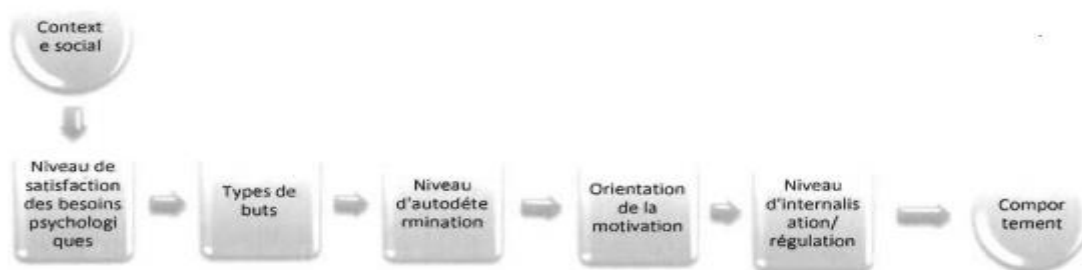 Context
e social
Niveau de
satisfaction
des besoins
psychologi
ques
Types de
buts
Niveau
d'autodéte
rmination
Orientation
de la
motivation
Niveau
d'internalis
ation/
régulation
Compor
tement